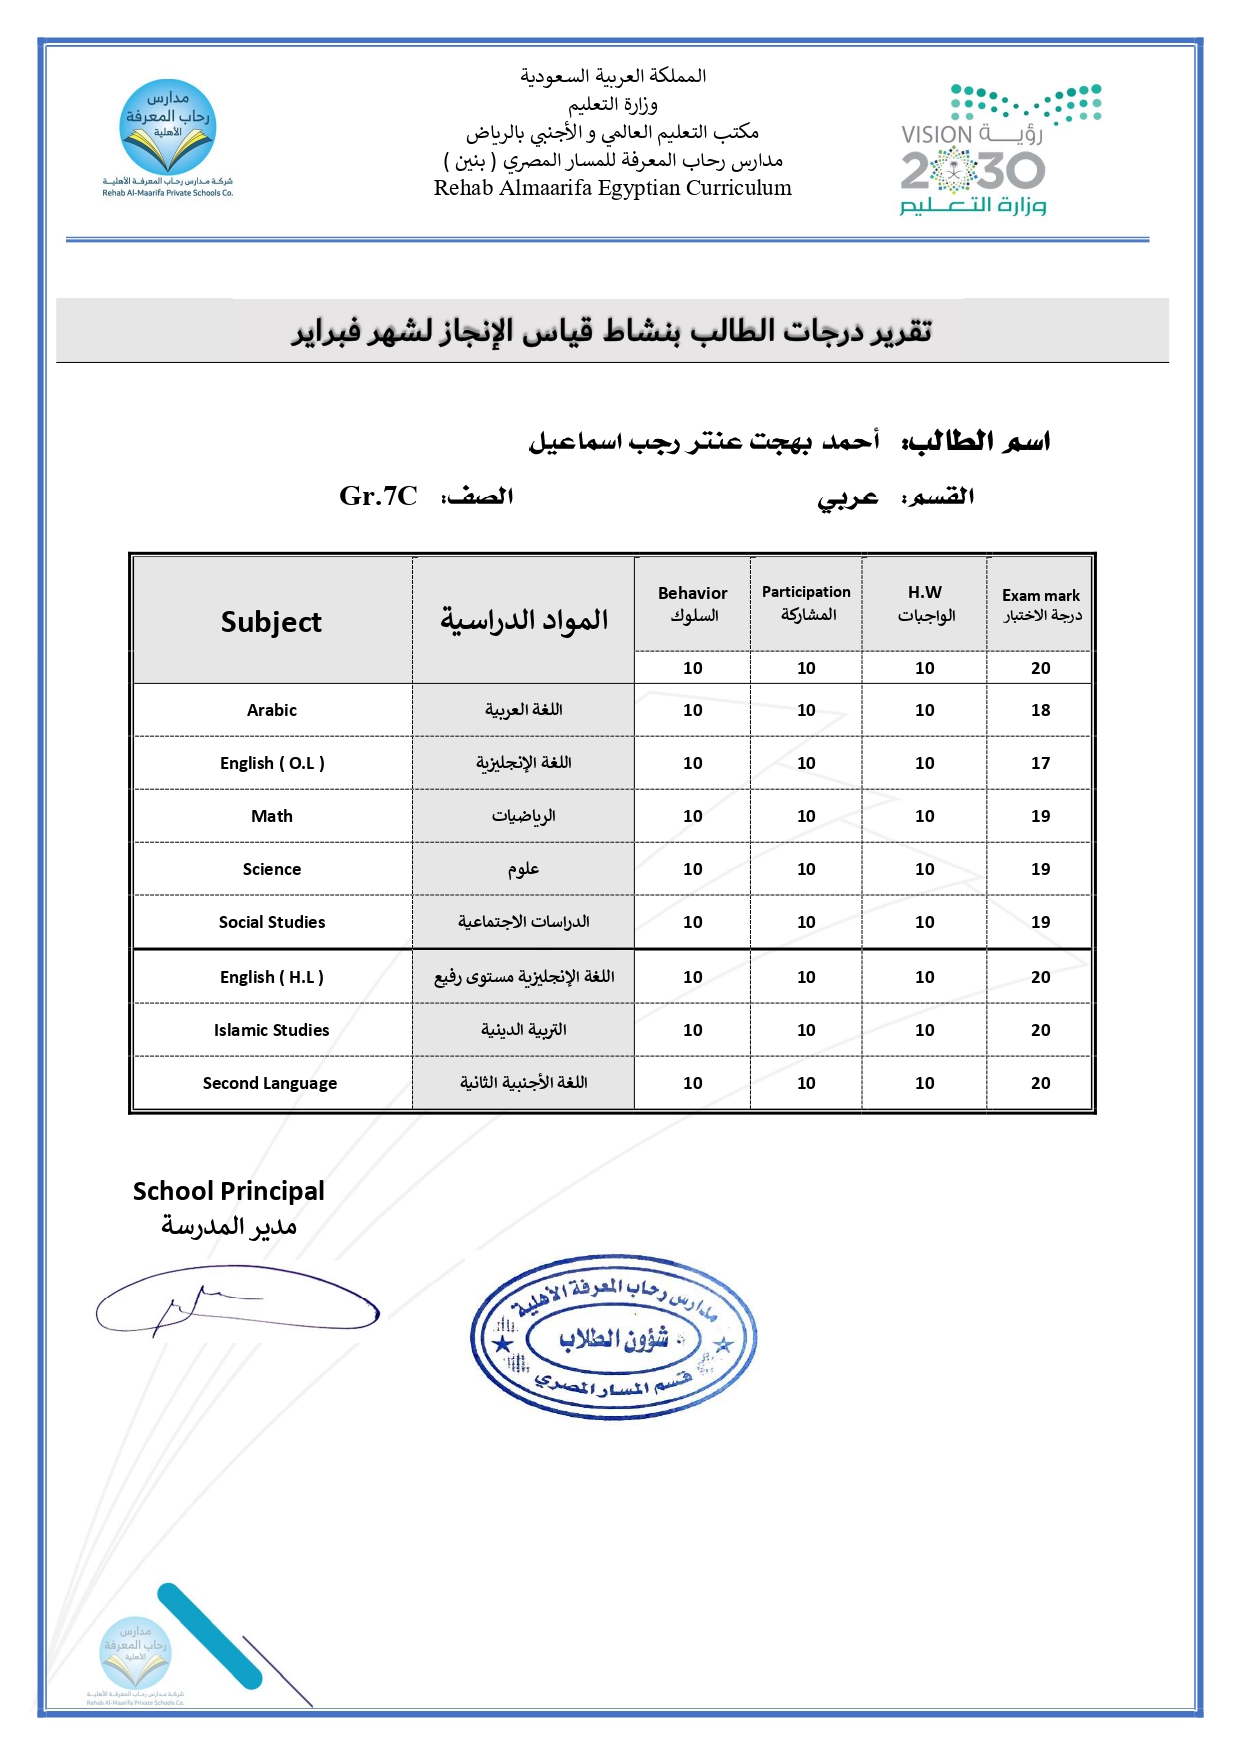 مدارس
رحاب المعرفة
الأهلية
شركة مدارس رحاب المعرفة الأهلية
Rehab Al-Maarifa Private Schools Co.
المملكة العربية السعودية
وزارة التعليم
مكتب التعليم العالمي و الأجنبي بالرياض
مدارس رحاب المعرفة للمسار المصري ( بنين )
Rehab Almaarifa Egyptian Curriculum
VISION رؤيــة
2030
وزارة التعليم
تقرير درجات الطالب بنشاط قياس الإنجاز لشهر فبراير
اسم الطالب: أحمد بهجت عنتر رجب اسماعيل
القسم: عربي الصف: Gr.7C
Subject المواد الدراسية Behavior السلوك Participation المشاركة H.W الواجبات Exam mark درجة الاختبار
10 10 10 20
Arabic اللغة العربية 10 10 10 18
English ( O.L ) اللغة الإنجليزية 10 10 10 17
Math الرياضيات 10 10 10 19
Science علوم 10 10 10 19
Social Studies الدراسات الاجتماعية 10 10 10 19
English ( H.L ) اللغة الإنجليزية مستوى رفيع 10 10 10 20
Islamic Studies التربية الدينية 10 10 10 20
Second Language اللغة الأجنبية الثانية 10 10 10 20
School Principal
مدير المدرسة
مدارس رحاب المعرفة الأهلية
شؤون الطلاب
قسم المسار المصري
مدارس
رحاب المعرفة
الأهلية
شركة مدارس رحاب المعرفة الأهلية
Rehab Al-Maarifa Private Schools Co.